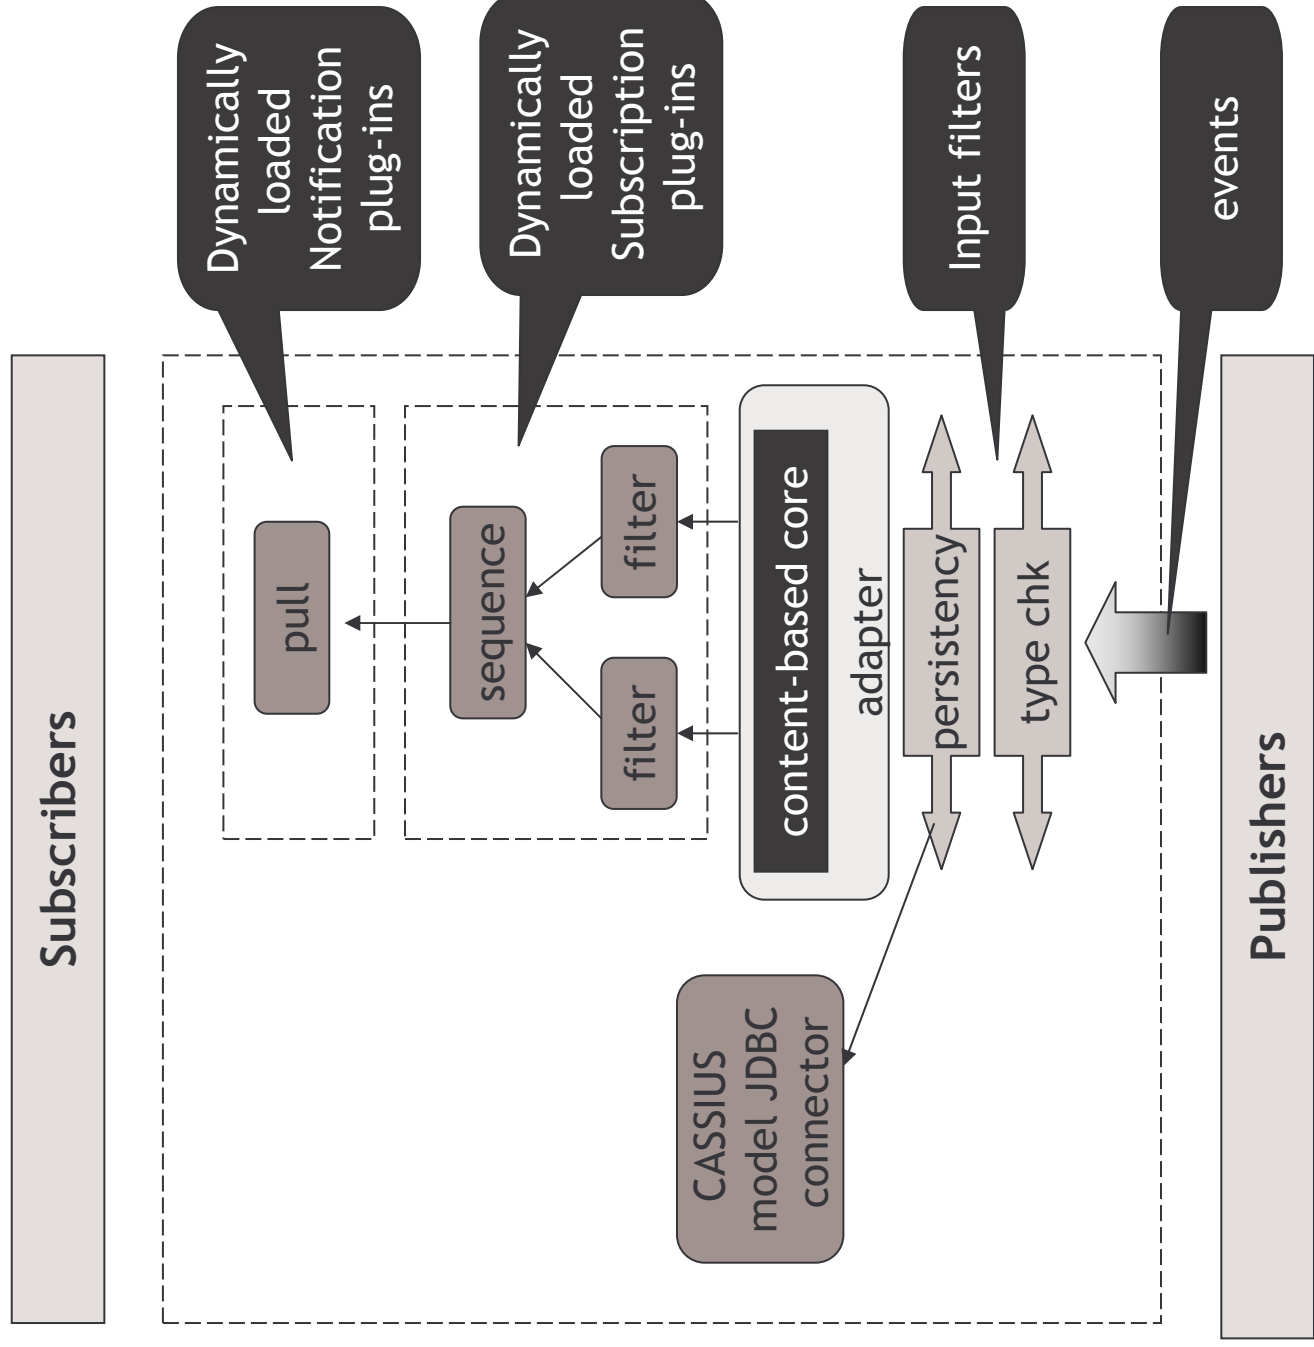 Subscribers
Dynamically
loaded
Notification
plug-ins
pull
Dynamically
loaded
Subscription
plug-ins
sequence
filter
filter
content-based core
adapter
CASSIUS
model JDBC
connector
persistency
type chk
Input filters
events
Publishers